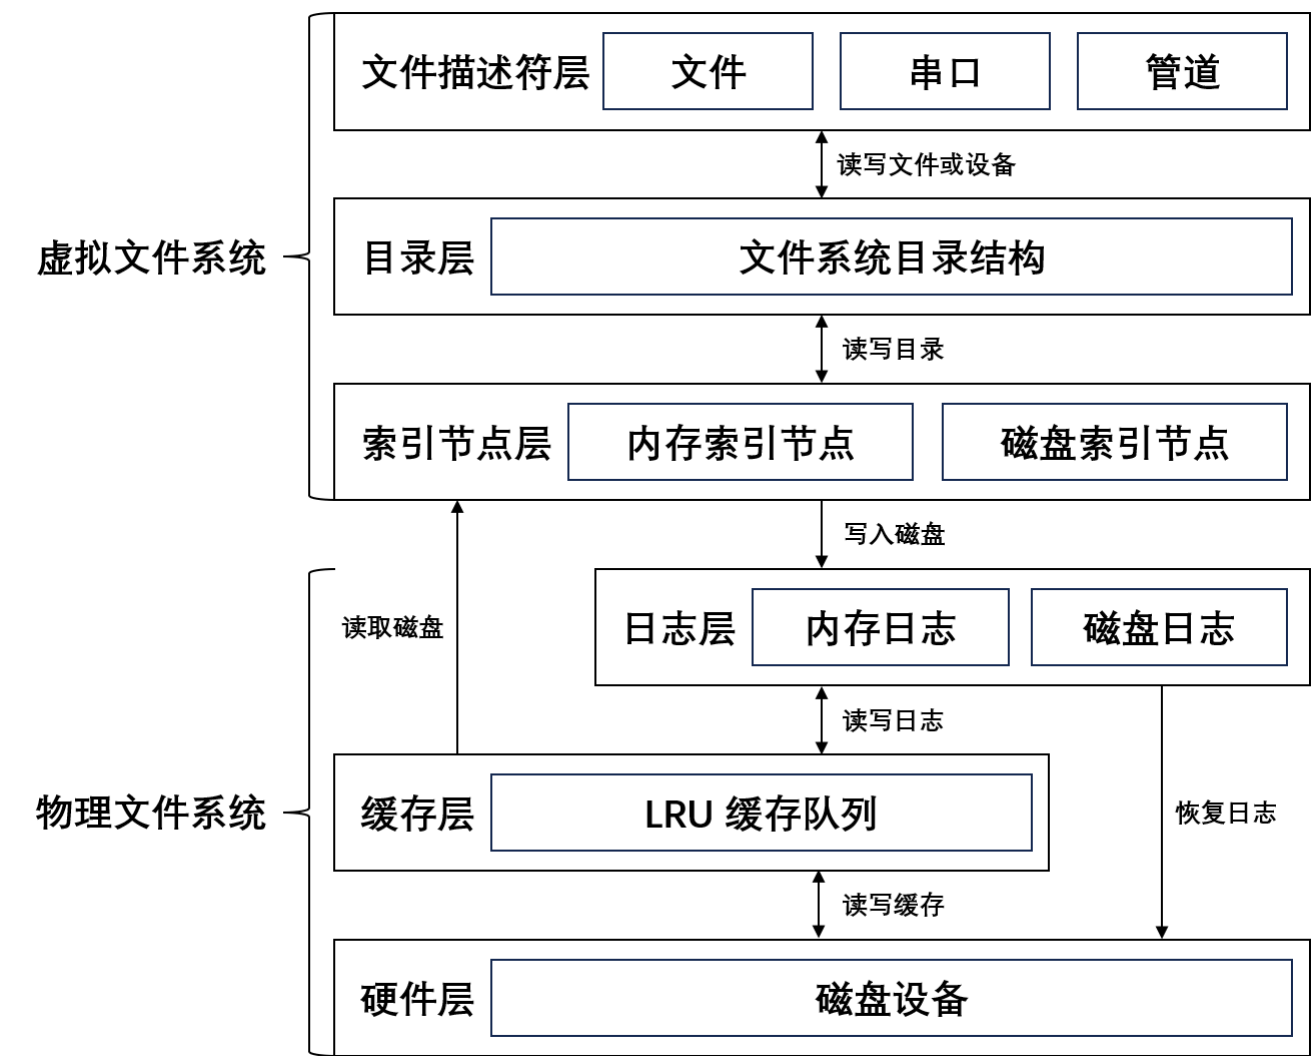 文件描述符层
文件
串口
管道
读写文件或设备
虚拟文件系统
目录层
文件系统目录结构
读写目录
索引节点层
内存索引节点
磁盘索引节点
写入磁盘
日志层
内存日志
磁盘日志
读取磁盘
读写日志
物理文件系统
缓存层
LRU 缓存队列
恢复日志
读写缓存
硬件层
磁盘设备